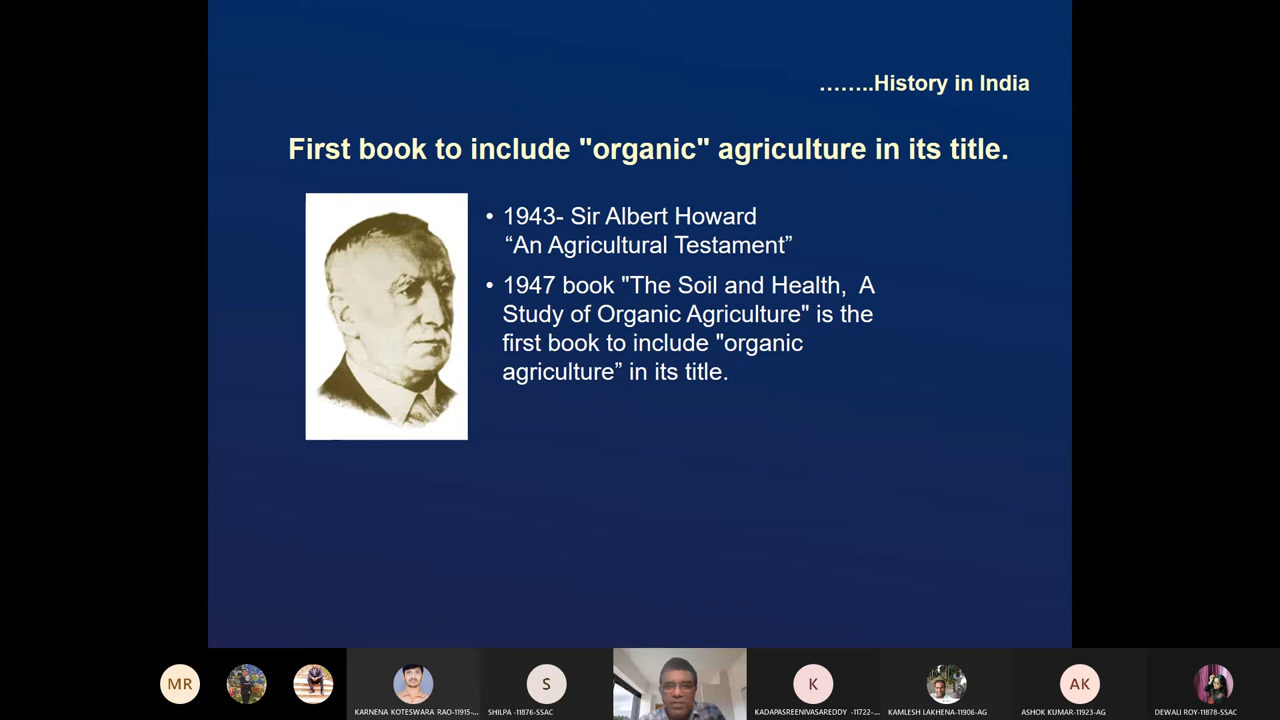 ……..History in India
First book to include "organic" agriculture in its title.
• 1943- Sir Albert Howard
“An Agricultural Testament”
• 1947 book "The Soil and Health,  A
Study of Organic Agriculture" is the
first book to include "organic
agriculture” in its title.
MR
S
K
AK
KARNENA KOTESWARA RAO-11915-...
SHILPA -11876-SSAC
KADAPASREENIVASAREDDY -11722-...
KAMLESH LAKHENA-11906-AG
ASHOK KUMAR-11923-AG
DEWALI ROY-11878-SSAC